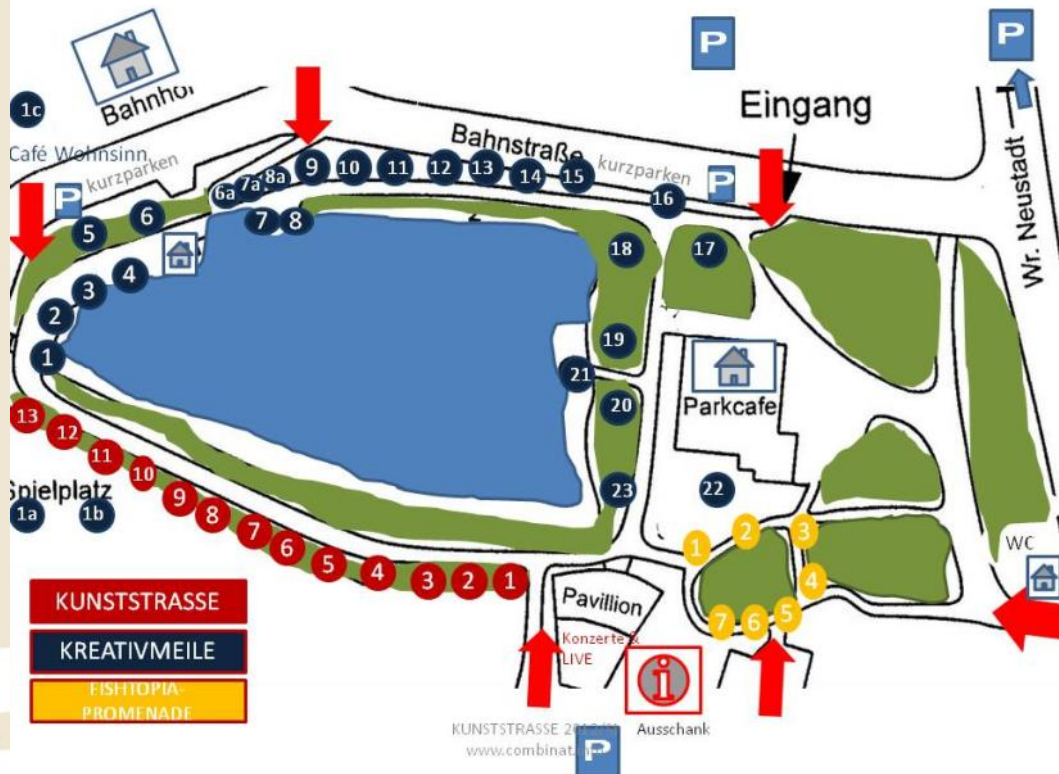 P
P
Bahnhof
1c
Eingang
Café Wohnsinn
Bahnstraße
kurzparken
kurzparken
P
P
Wr. Neustadt
9
10
11
12
13
14
15
16
6a
7a
8a
5
6
7
8
4
3
2
1
17
18
19
21
20
23
22
Parkcafe
13
12
11
10
9
8
7
6
5
4
3
2
1
Spielplatz
1a
1b
1
2
3
4
5
6
7
WC
KUNSTSTRASSE
KREATIVMEILE
FISHTOPIA-
PROMENADE
Pavillion
Konzerte &
LIVE
i
Ausschank
KUNSTSTRASSE
www.combinat.
P